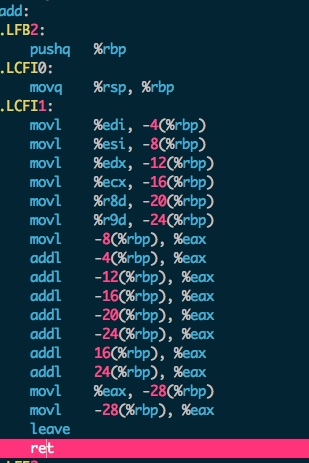 add:
.LFB2:
pushq %rbp
.LCFI0:
movq %rsp, %rbp
.LCFI1:
movl %edi, -4(%rbp)
movl %esi, -8(%rbp)
movl %edx, -12(%rbp)
movl %ecx, -16(%rbp)
movl %r8d, -20(%rbp)
movl %r9d, -24(%rbp)
movl -8(%rbp), %eax
addl -4(%rbp), %eax
addl -12(%rbp), %eax
addl -16(%rbp), %eax
addl -20(%rbp), %eax
addl -24(%rbp), %eax
addl 16(%rbp), %eax
addl 24(%rbp), %eax
movl %eax, -28(%rbp)
movl -28(%rbp), %eax
leave
ret